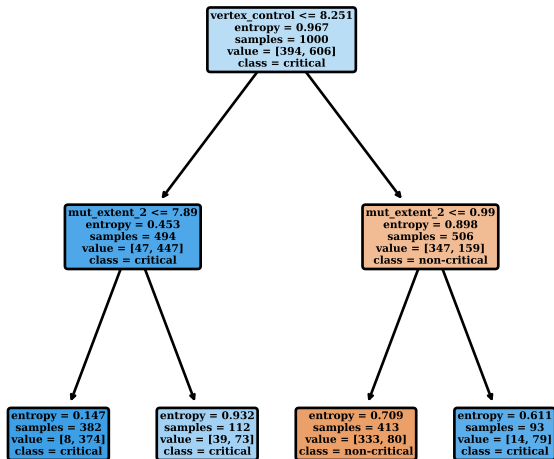 vertex_control <= 8.251
entropy = 0.967
samples = 1000
value = [394, 606]
class = critical
mut_extent_2 <= 7.89
entropy = 0.453
samples = 494
value = [47, 447]
class = critical
mut_extent_2 <= 0.99
entropy = 0.898
samples = 506
value = [347, 159]
class = non-critical
entropy = 0.147
samples = 382
value = [8, 374]
class = critical
entropy = 0.932
samples = 112
value = [39, 73]
class = critical
entropy = 0.709
samples = 413
value = [333, 80]
class = non-critical
entropy = 0.611
samples = 93
value = [14, 79]
class = critical